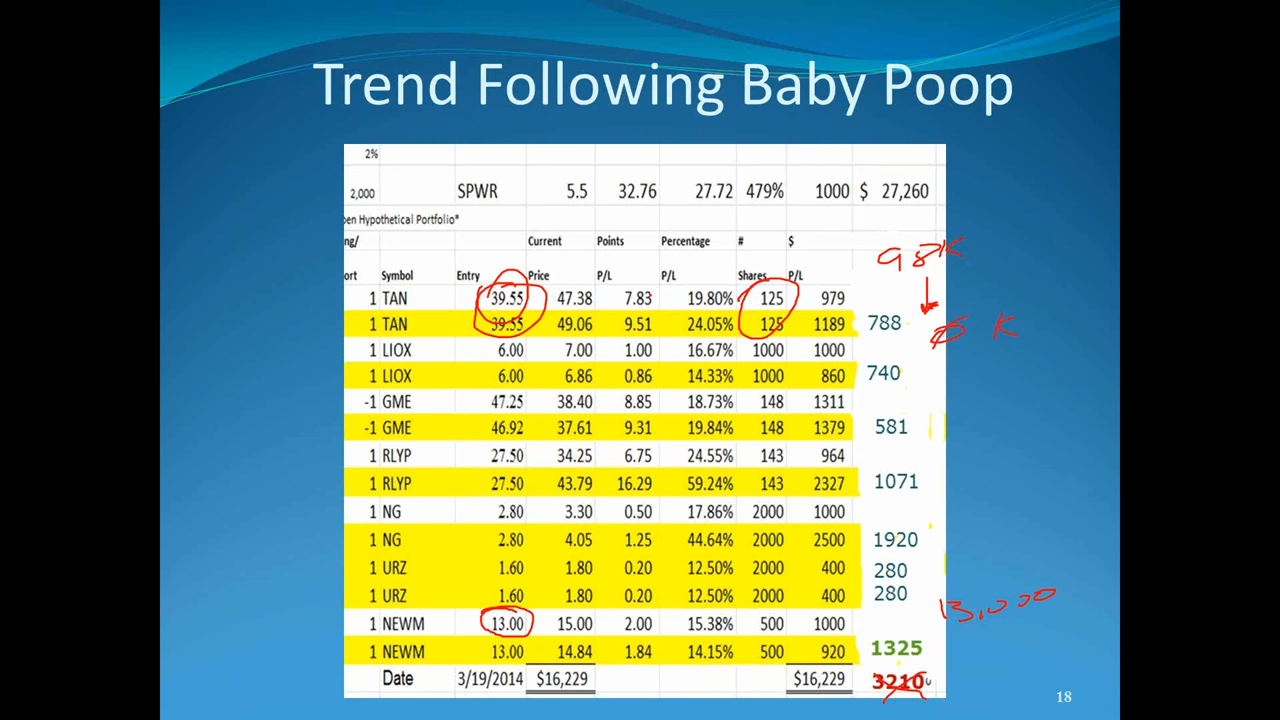 Trend Following Baby Poop
2%
2,000 SPWR 5.5 32.76 27.72 479% 1000 $ 27,260
pen Hypothetical Portfolio*
ng/ Current Points Percentage # $
98K
ort Symbol Entry Price P/L P/L Shares P/L
1 TAN 39.55 47.38 7.83 19.80% 125 979
1 TAN 39.55 49.06 9.51 24.05% 125 1189 788
K
1 LIOX 6.00 7.00 1.00 16.67% 1000 1000
1 LIOX 6.00 6.86 0.86 14.33% 1000 860 740
-1 GME 47.25 38.40 8.85 18.73% 148 1311
-1 GME 46.92 37.61 9.31 19.84% 148 1379 581
1 RLYP 27.50 34.25 6.75 24.55% 143 964
1 RLYP 27.50 43.79 16.29 59.24% 143 2327 1071
1 NG 2.80 3.30 0.50 17.86% 2000 1000
1 NG 2.80 4.05 1.25 44.64% 2000 2500 1920
1 URZ 1.60 1.80 0.20 12.50% 2000 400 280
1 URZ 1.60 1.80 0.20 12.50% 2000 400 280
13,000
1 NEWM 13.00 15.00 2.00 15.38% 500 1000
1 NEWM 13.00 14.84 1.84 14.15% 500 920 1325
Date 3/19/2014 $16,229 $16,229 3210
18